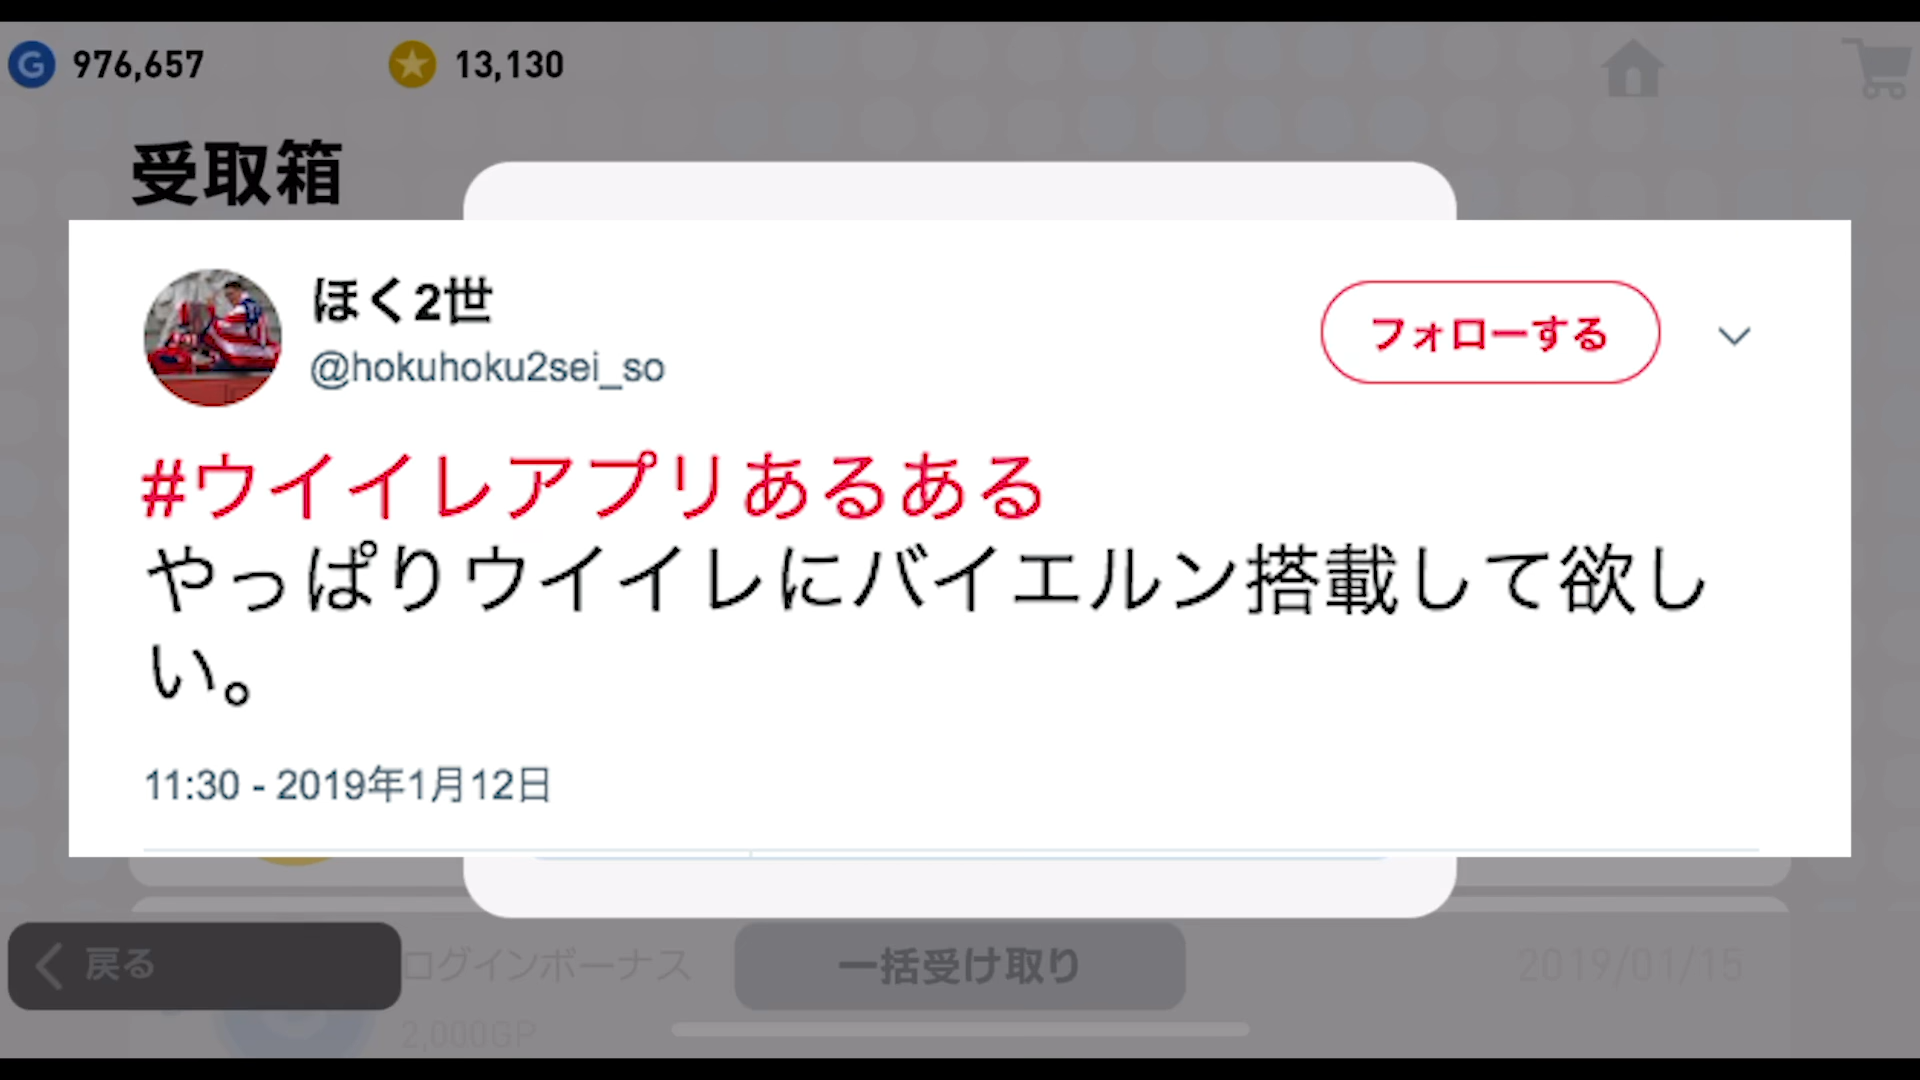 976,657
13,130
受取箱
ほく2世
@hokuhoku2sei_so
フォローする
#ウイイレアプリあるある
やっぱりウイイレにバイエルン搭載して欲し
い。
11:30 - 2019年1月12日
戻る
ログインボーナス
一括受け取り
2019/01/15
2,000GP